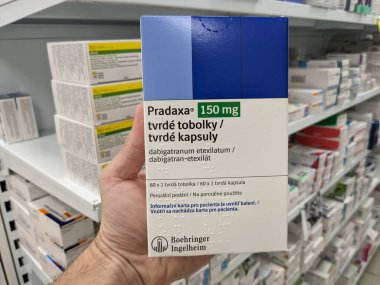 Pradaxa® 150 mg
tvrdé tobolky /
tvrdé kapsuly
dabigatranum etexilatum /
dabigatran-etexilát
60 x 1 tvrdá tobolka / 60 x 1 tvrdá kapsula
Perorální podání / Na perorálne použitie
Informační karta pro pacienta je uvnitř balení. /
Vnútri sa nachádza karta pre pacienta.
Boehringer
Ingelheim